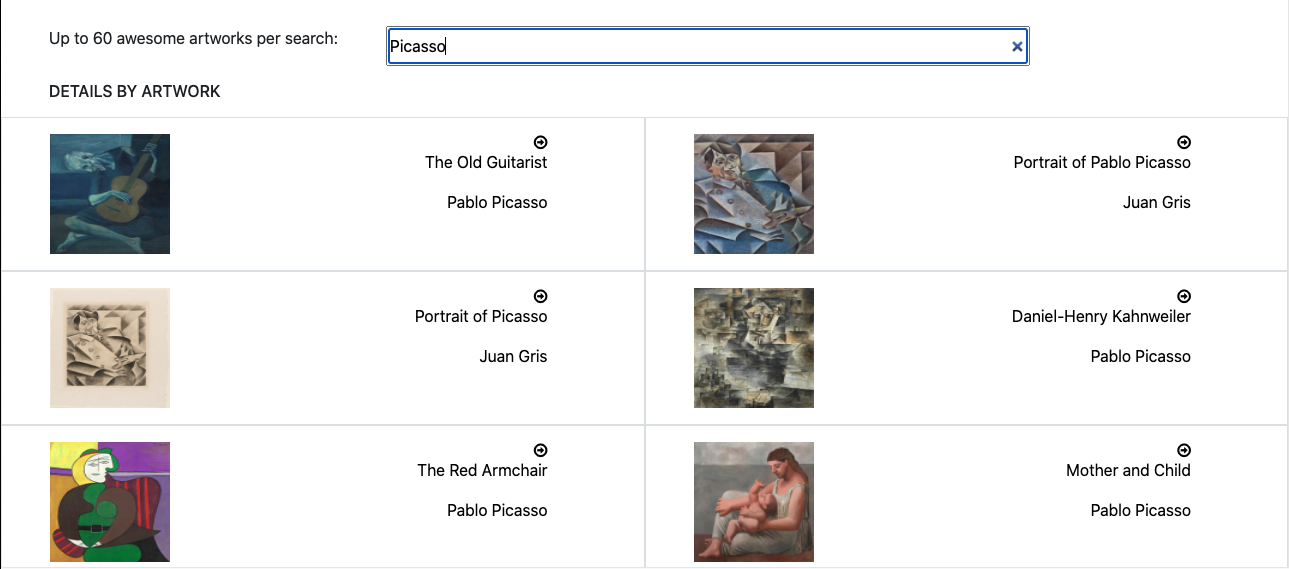 Up to 60 awesome artworks per search:
Picasso
DETAILS BY ARTWORK
The Old Guitarist
Pablo Picasso
Portrait of Pablo Picasso
Juan Gris
Portrait of Picasso
Juan Gris
Daniel-Henry Kahnweiler
Pablo Picasso
The Red Armchair
Pablo Picasso
Mother and Child
Pablo Picasso